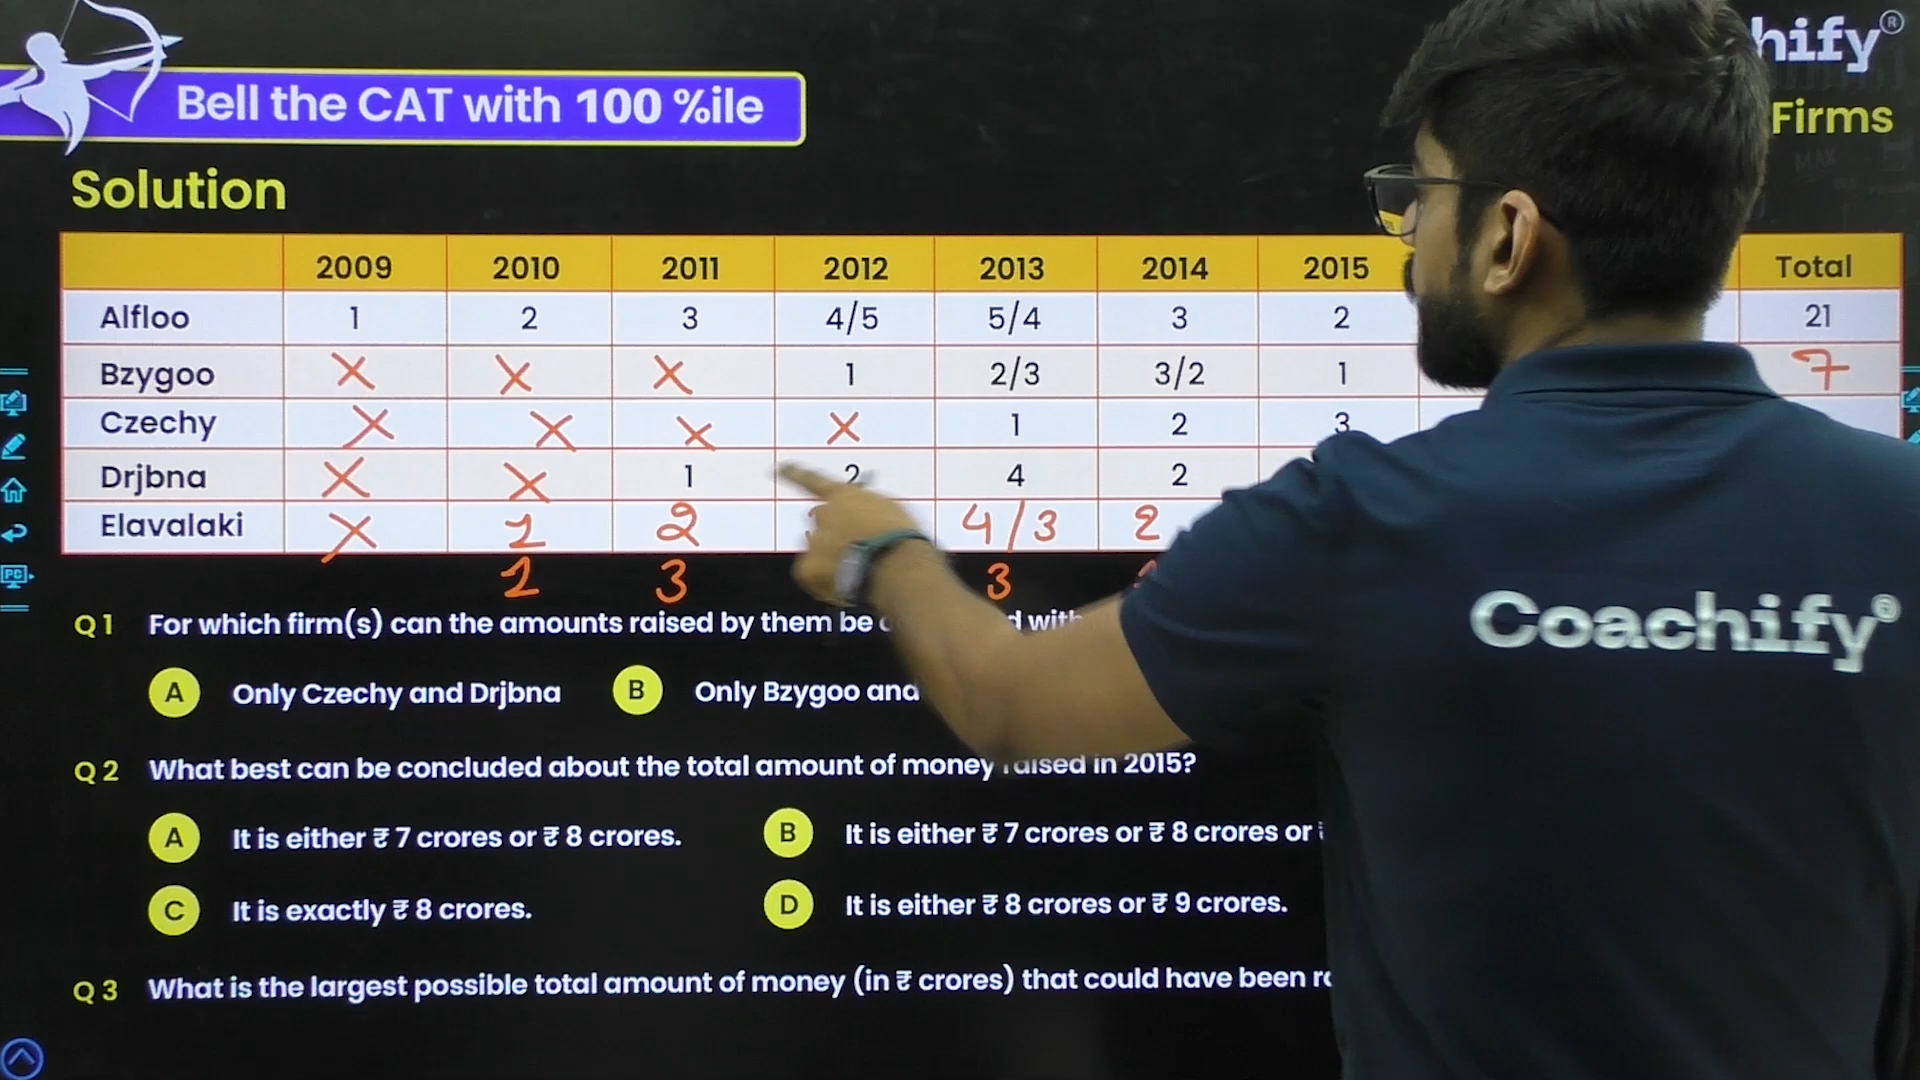 hify®
Bell the CAT with 100 %ile
Firms
Solution
2009 2010 2011 2012 2013 2014 2015 Total
Alfloo 1 2 3 4/5 5/4 3 2 21
Bzygoo X X X 1 2/3 3/2 1 7
Czechy X X X X 1 2 3
Drjbna X X 1 2 4 2
Elavalaki X 1 2 4/3 2
1 3 3
Q 1 For which firm(s) can the amounts raised by them be
A Only Czechy and Drjbna B Only Bzygoo and
Q 2 What best can be concluded about the total amount of money raised in 2015?
A It is either ₹ 7 crores or ₹ 8 crores. B It is either ₹ 7 crores or ₹ 8 crores or
C It is exactly ₹ 8 crores. D It is either ₹ 8 crores or ₹ 9 crores.
Q 3 What is the largest possible total amount of money (in ₹ crores) that could have been
Coachify®